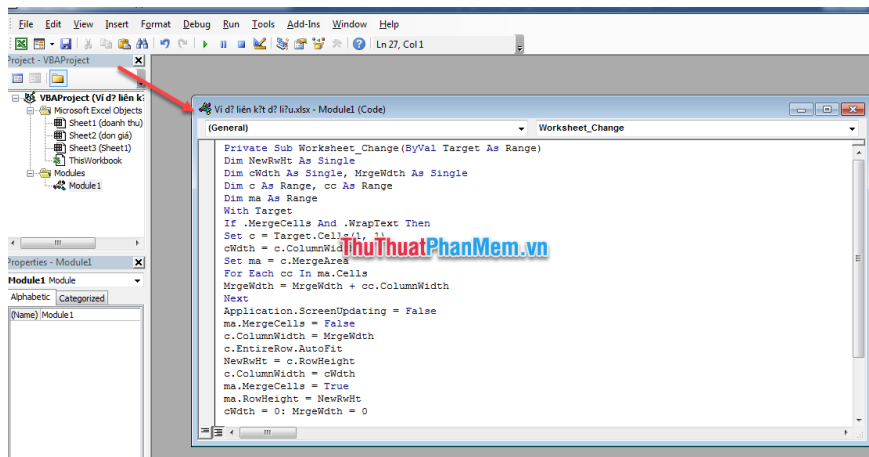 File Edit View Insert Format Debug Run Tools Add-Ins Window Help
Ln 27, Col 1
Project - VBAProject
VBAProject (Ví d? liên k?
Microsoft Excel Objects
Sheet1 (doanh thu)
Sheet2 (don giá)
Sheet3 (Sheet1)
ThisWorkbook
Modules
Module1
Properties - Module1
Module1 Module
Alphabetic Categorized
(Name) Module1
Ví d? liên k?t d? li?u.xlsx - Module1 (Code)
(General) Worksheet_Change
Private Sub Worksheet_Change(ByVal Target As Range)
Dim NewRwHt As Single
Dim cWdth As Single, MrgeWdth As Single
Dim c As Range, cc As Range
Dim ma As Range
With Target
If .MergeCells And .WrapText Then
Set c = Target.Cells(1, 1)
cWdth = c.ColumnWidth
Set ma = c.MergeArea
For Each cc In ma.Cells
MrgeWdth = MrgeWdth + cc.ColumnWidth
Next
Application.ScreenUpdating = False
ma.MergeCells = False
c.ColumnWidth = MrgeWdth
c.EntireRow.AutoFit
NewRwHt = c.RowHeight
c.ColumnWidth = cWdth
ma.MergeCells = True
ma.RowHeight = NewRwHt
cWdth = 0: MrgeWdth = 0
ThuThuatPhanMem.vn